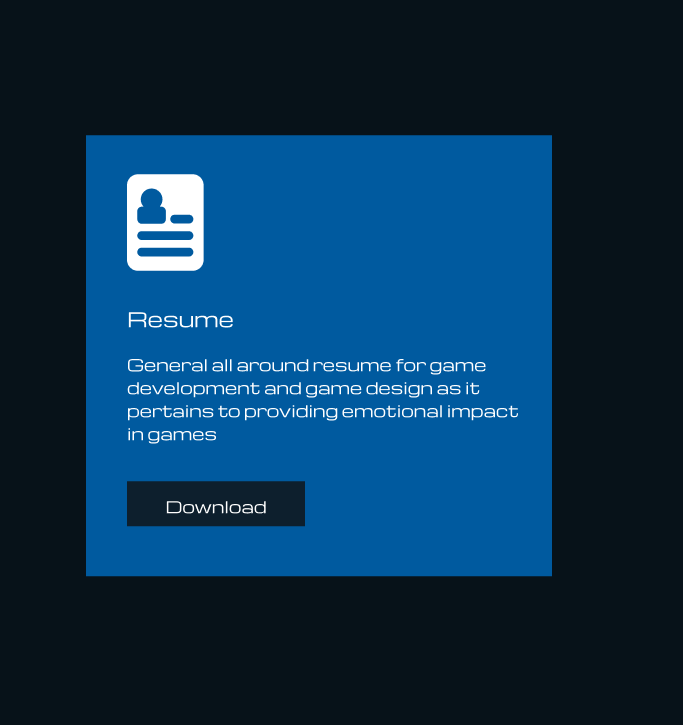 Resume
General all around resume for game
development and game design as it
pertains to providing emotional impact
in games
Download